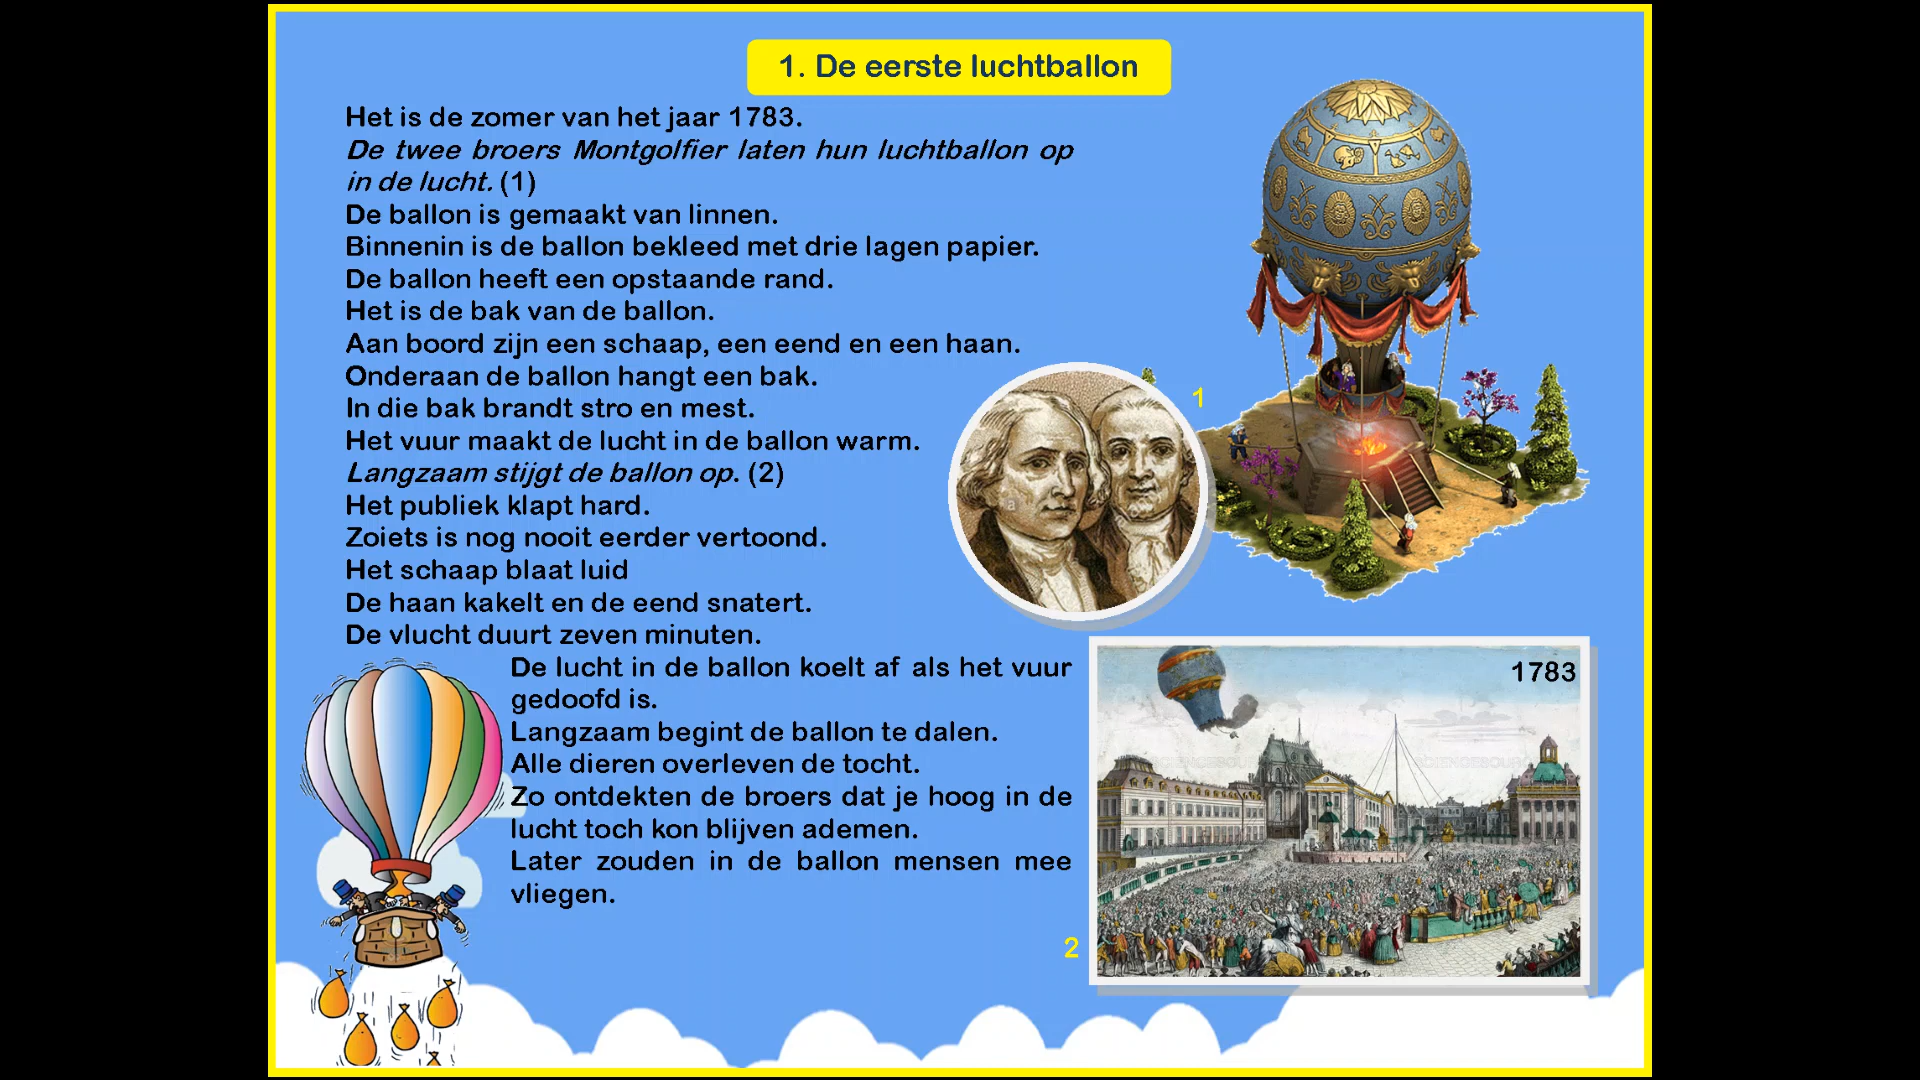 1. De eerste luchtballon
Het is de zomer van het jaar 1783.
De twee broers Montgolfier laten hun luchtballon op
in de lucht. (1)
De ballon is gemaakt van linnen.
Binnenin is de ballon bekleed met drie lagen papier.
De ballon heeft een opstaande rand.
Het is de bak van de ballon.
Aan boord zijn een schaap, een eend en een haan.
Onderaan de ballon hangt een bak.
In die bak brandt stro en mest.
Het vuur maakt de lucht in de ballon warm.
Langzaam stijgt de ballon op. (2)
Het publiek klapt hard.
Zoiets is nog nooit eerder vertoond.
Het schaap blaat luid
De haan kakelt en de eend snatert.
De vlucht duurt zeven minuten.
De lucht in de ballon koelt af als het vuur
gedoofd is.
Langzaam begint de ballon te dalen.
Alle dieren overleven de tocht.
Zo ontdekten de broers dat je hoog in de
lucht toch kon blijven ademen.
Later zouden in de ballon mensen mee
vliegen.
1
1783
2